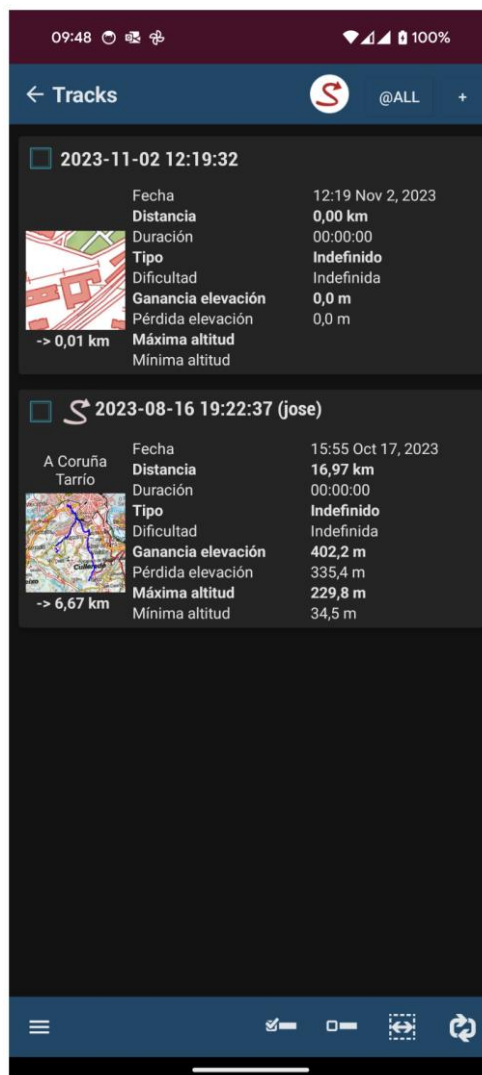 09:48 100%
← Tracks @ALL +
2023-11-02 12:19:32
Fecha 12:19 Nov 2, 2023
Distancia 0,00 km
Duración 00:00:00
Tipo Indefinido
Dificultad Indefinida
Ganancia elevación 0,0 m
Pérdida elevación 0,0 m
-> 0,01 km Máxima altitud
Mínima altitud
2023-08-16 19:22:37 (jose)
A Coruña
Tarrío
Fecha 15:55 Oct 17, 2023
Distancia 16,97 km
Duración 00:00:00
Tipo Indefinido
Dificultad Indefinida
Ganancia elevación 402,2 m
Pérdida elevación 335,4 m
-> 6,67 km Máxima altitud 229,8 m
Mínima altitud 34,5 m